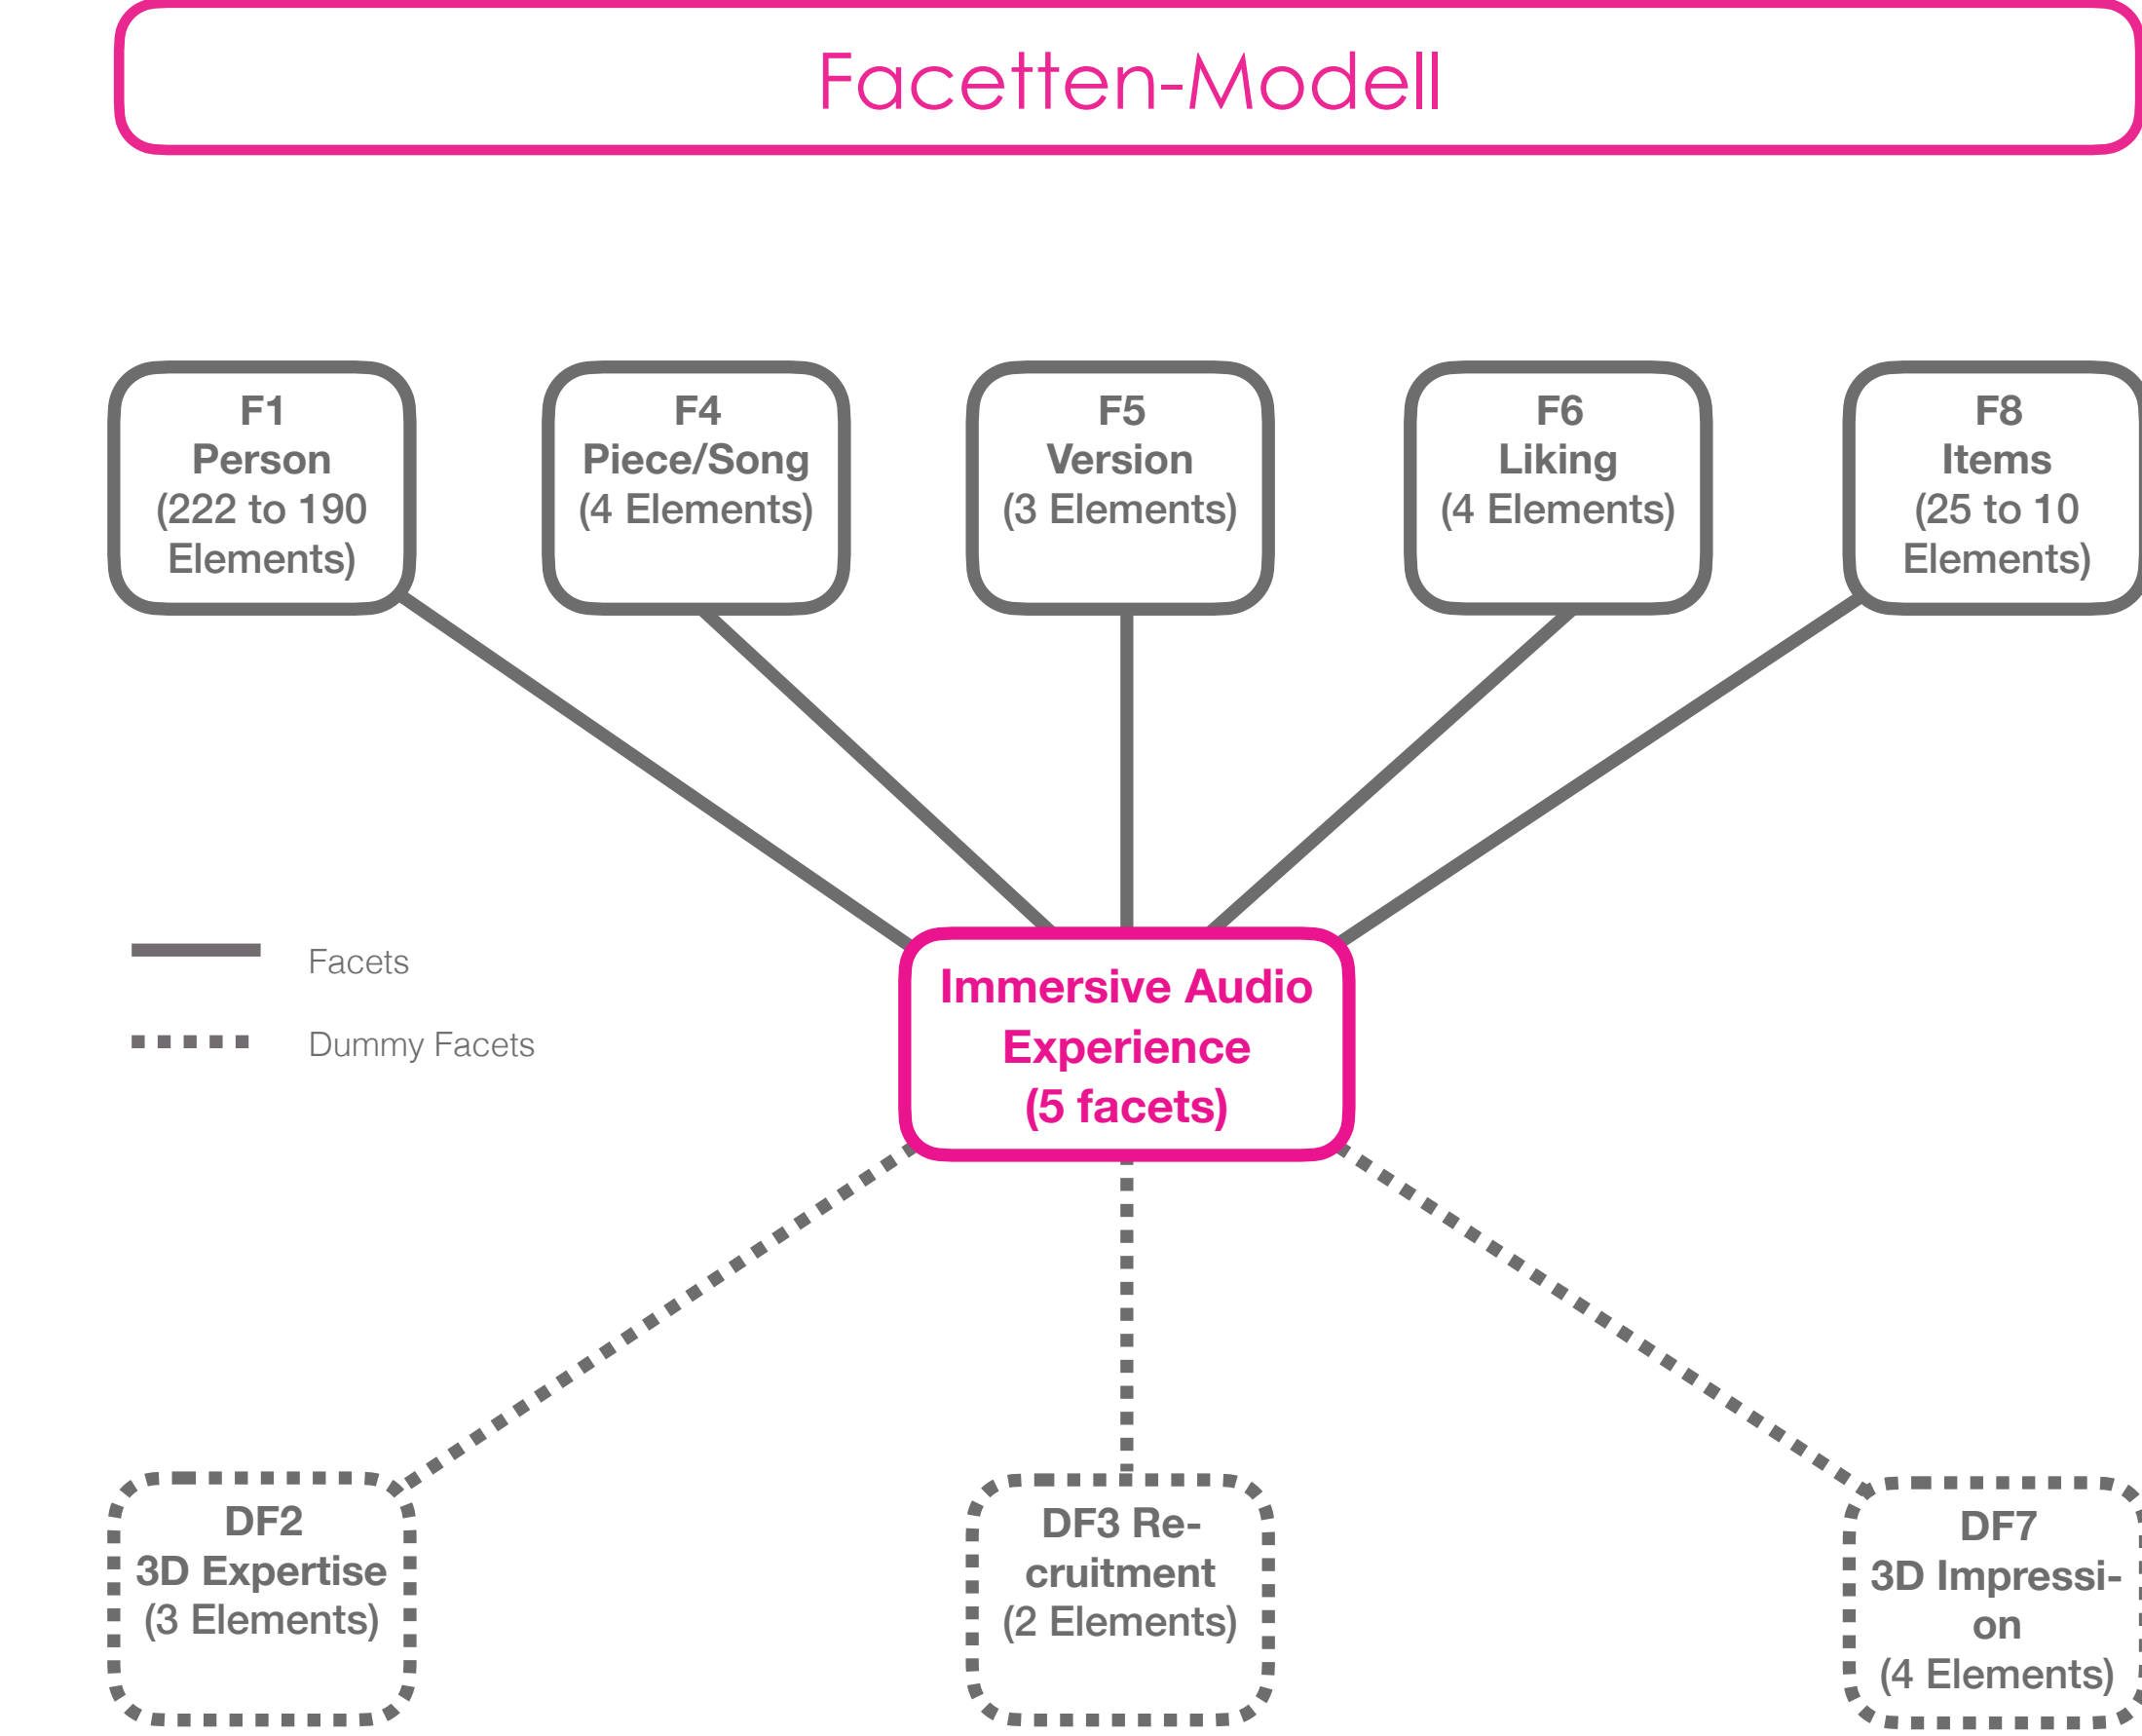 Facetten-Modell
F1
Person
(222 to 190
Elements)
F4
Piece/Song
(4 Elements)
F5
Version
(3 Elements)
F6
Liking
(4 Elements)
F8
Items
(25 to 10
Elements)
Facets
Dummy Facets
Immersive Audio
Experience
(5 facets)
DF2
3D Expertise
(3 Elements)
DF3 Re-
cruitment
(2 Elements)
DF7
3D Impressi-
on
(4 Elements)